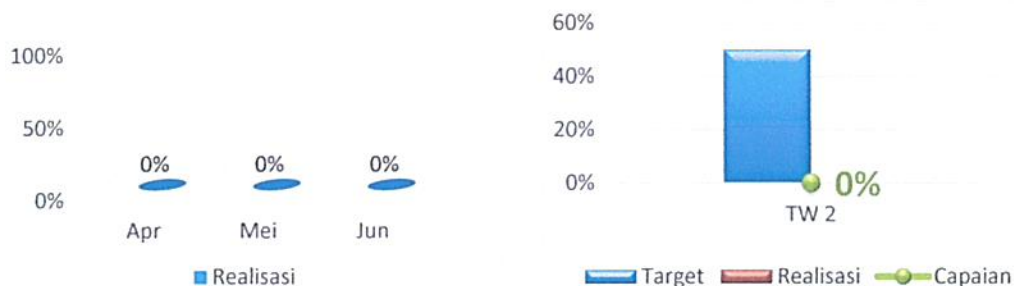 100%
50%
0%
0% 0% 0%
Apr Mei Jun
Realisasi
60%
40%
20%
0%
0%
TW 2
Target Realisasi Capaian